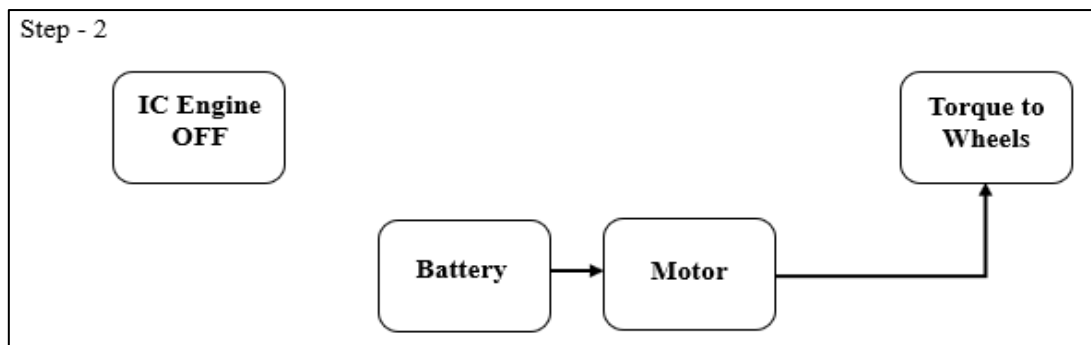 Step - 2
IC Engine
OFF
Torque to
Wheels
Battery
Motor